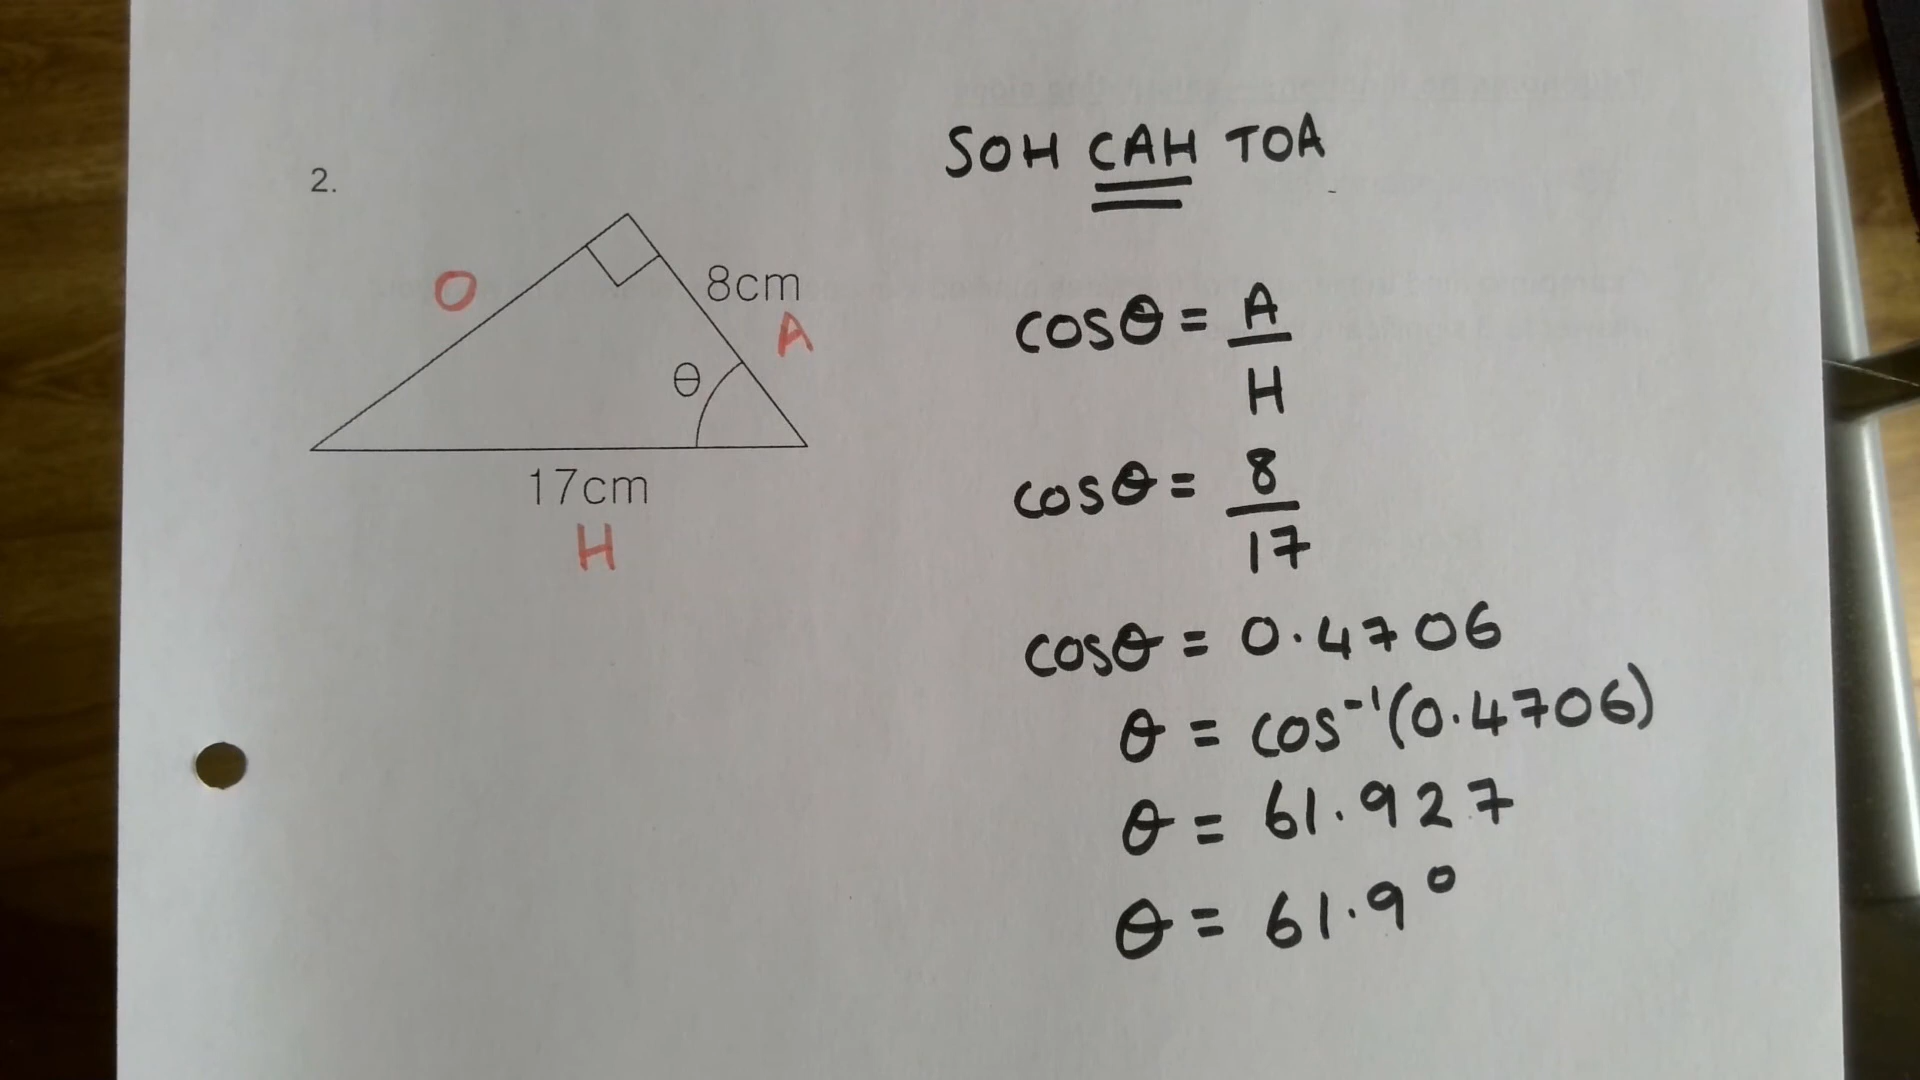 2.
SOH CAH TOA
O
8cm
A
θ
17cm
H
cosθ = A/H
cosθ = 8/17
cosθ = 0.4706
θ = cos⁻¹(0.4706)
θ = 61.927
θ = 61.9°